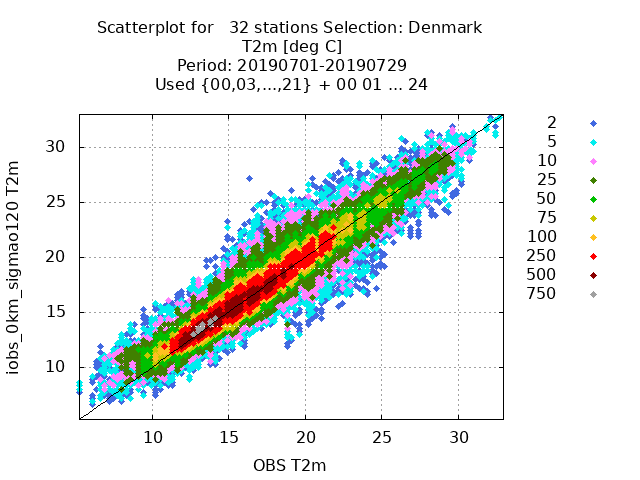 Scatterplot for   32 stations Selection: Denmark
T2m [deg C]
Period: 20190701-20190729
Used {00,03,...,21} + 00 01 ... 24
iobs_0km_sigmao120 T2m
30
25
20
15
10
10 15 20 25 30
OBS T2m
2
5
10
25
50
75
100
250
500
750